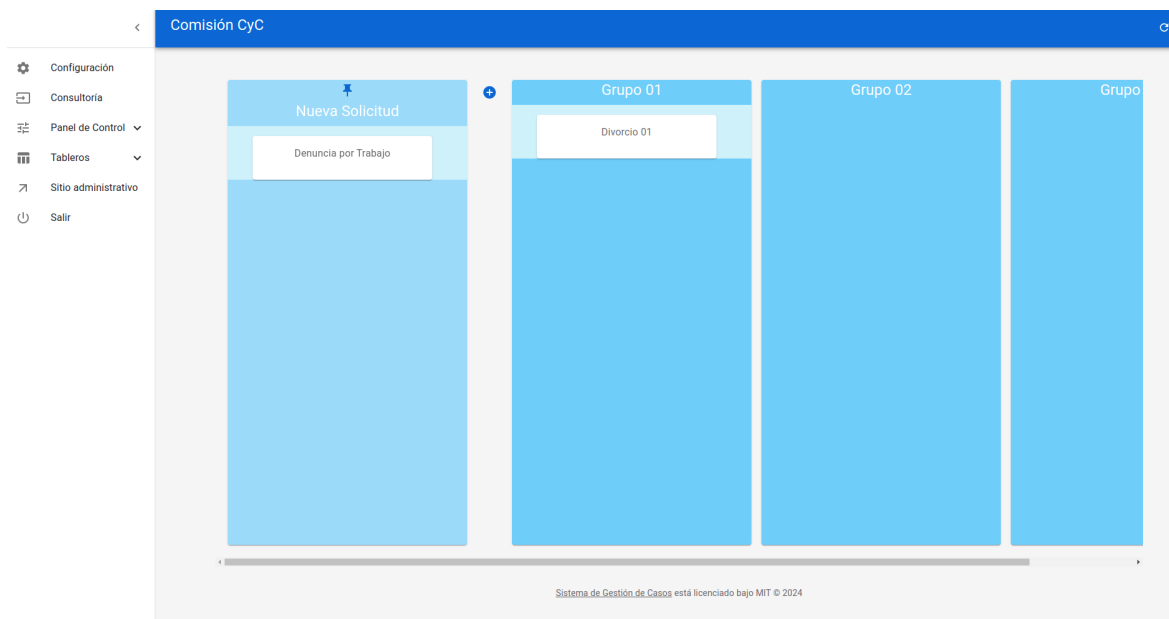 Comisión CyC
Configuración
Consultoría
Panel de Control
Tableros
Sitio administrativo
Salir
Nueva Solicitud
Denuncia por Trabajo
Grupo 01
Divorcio 01
Grupo 02
Grupo
Sistema de Gestión de Casos está licenciado bajo MIT © 2024